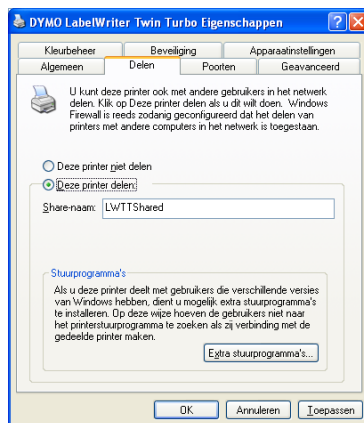 DYMO LabelWriter Twin Turbo Eigenschappen
Kleurbeheer Beveiliging Apparaatinstellingen
Algemeen Delen Poorten Geavanceerd
U kunt deze printer ook met andere gebruikers in het netwerk
delen. Klik op Deze printer delen als u dit wilt doen. Windows
Firewall is reeds zodanig geconfigureerd dat het delen van
printers met andere computers in het netwerk is toegestaan.
Deze printer niet delen
Deze printer delen:
Share-naam: LWTTShared
Stuurprogramma's
Als u deze printer deelt met gebruikers die verschillende versies
van Windows hebben, dient u mogelijk extra stuurprogramma's
te installeren. Op deze wijze hoeven de gebruikers niet naar
het printerstuurprogramma te zoeken als zij verbinding met de
gedeelde printer maken.
Extra stuurprogramma's...
OK Annuleren Toepassen